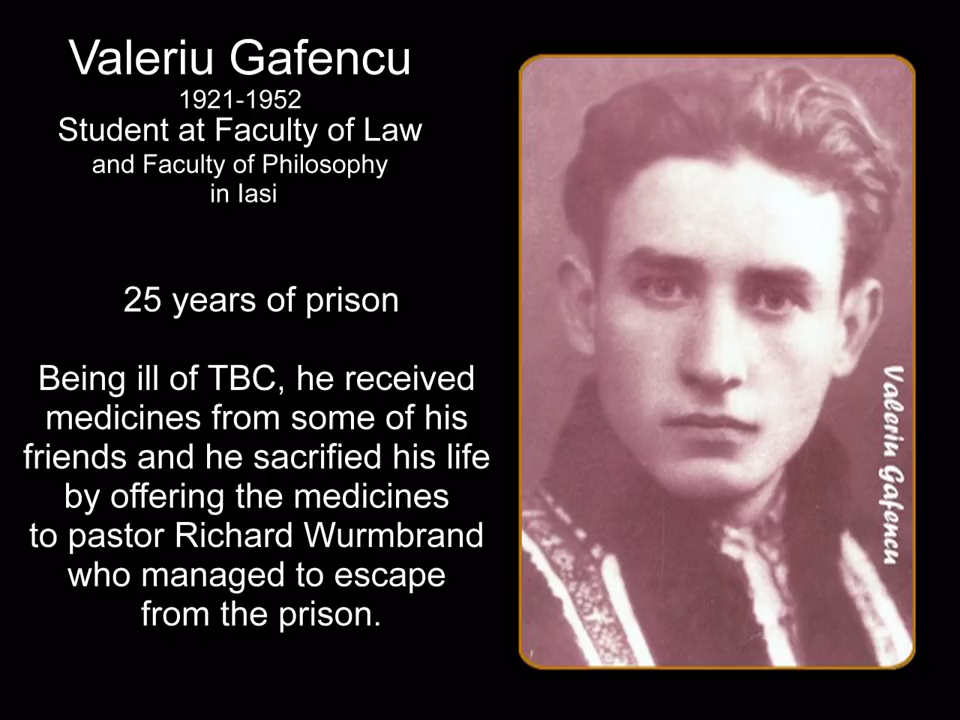 Valeriu Gafencu
1921-1952
Student at Faculty of Law
and Faculty of Philosophy
in Iasi
25 years of prison
Being ill of TBC, he received
medicines from some of his
friends and he sacrified his life
by offering the medicines
to pastor Richard Wurmbrand
who managed to escape
from the prison.
Valeriu Gafencu